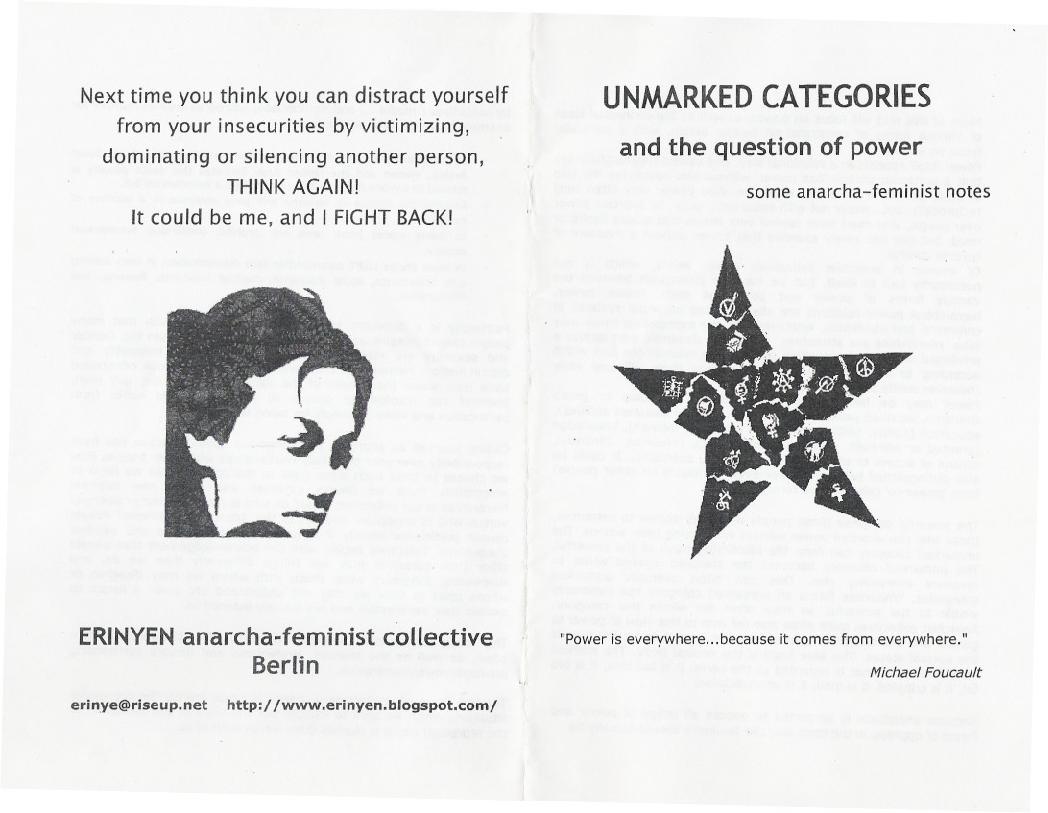 Next time you think you can distract yourself
from your insecurities by victimizing,
dominating or silencing another person,
THINK AGAIN!
It could be me, and I FIGHT BACK!
ERINYEN anarcha-feminist collective
Berlin
erinye@riseup.net http://www.erinyen.blogspot.com/
UNMARKED CATEGORIES
and the question of power
some anarcha-feminist notes
"Power is everywhere...because it comes from everywhere."
Michael Foucault